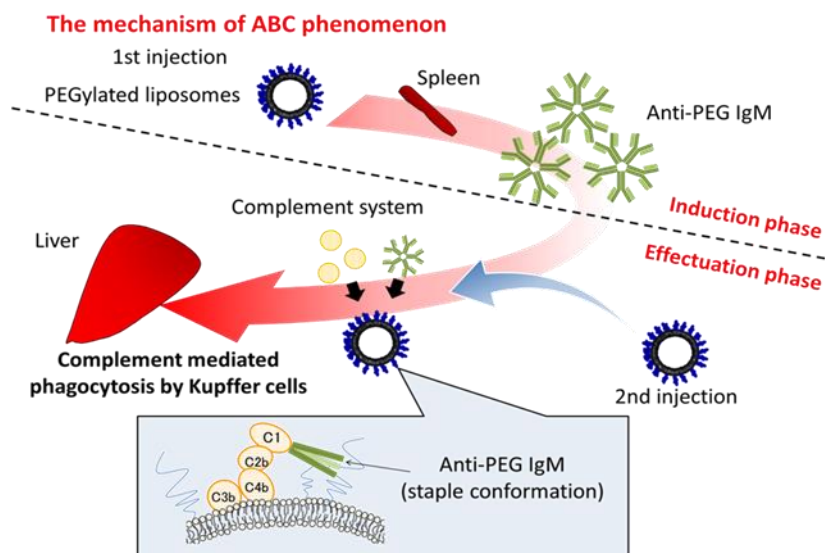 The mechanism of ABC phenomenon
1st injection
PEGylated liposomes
Spleen
Anti-PEG IgM
Induction phase
Effectuation phase
Complement system
Liver
Complement mediated
phagocytosis by Kupffer cells
2nd injection
C1
C2b
C4b
C3b
Anti-PEG IgM
(staple conformation)